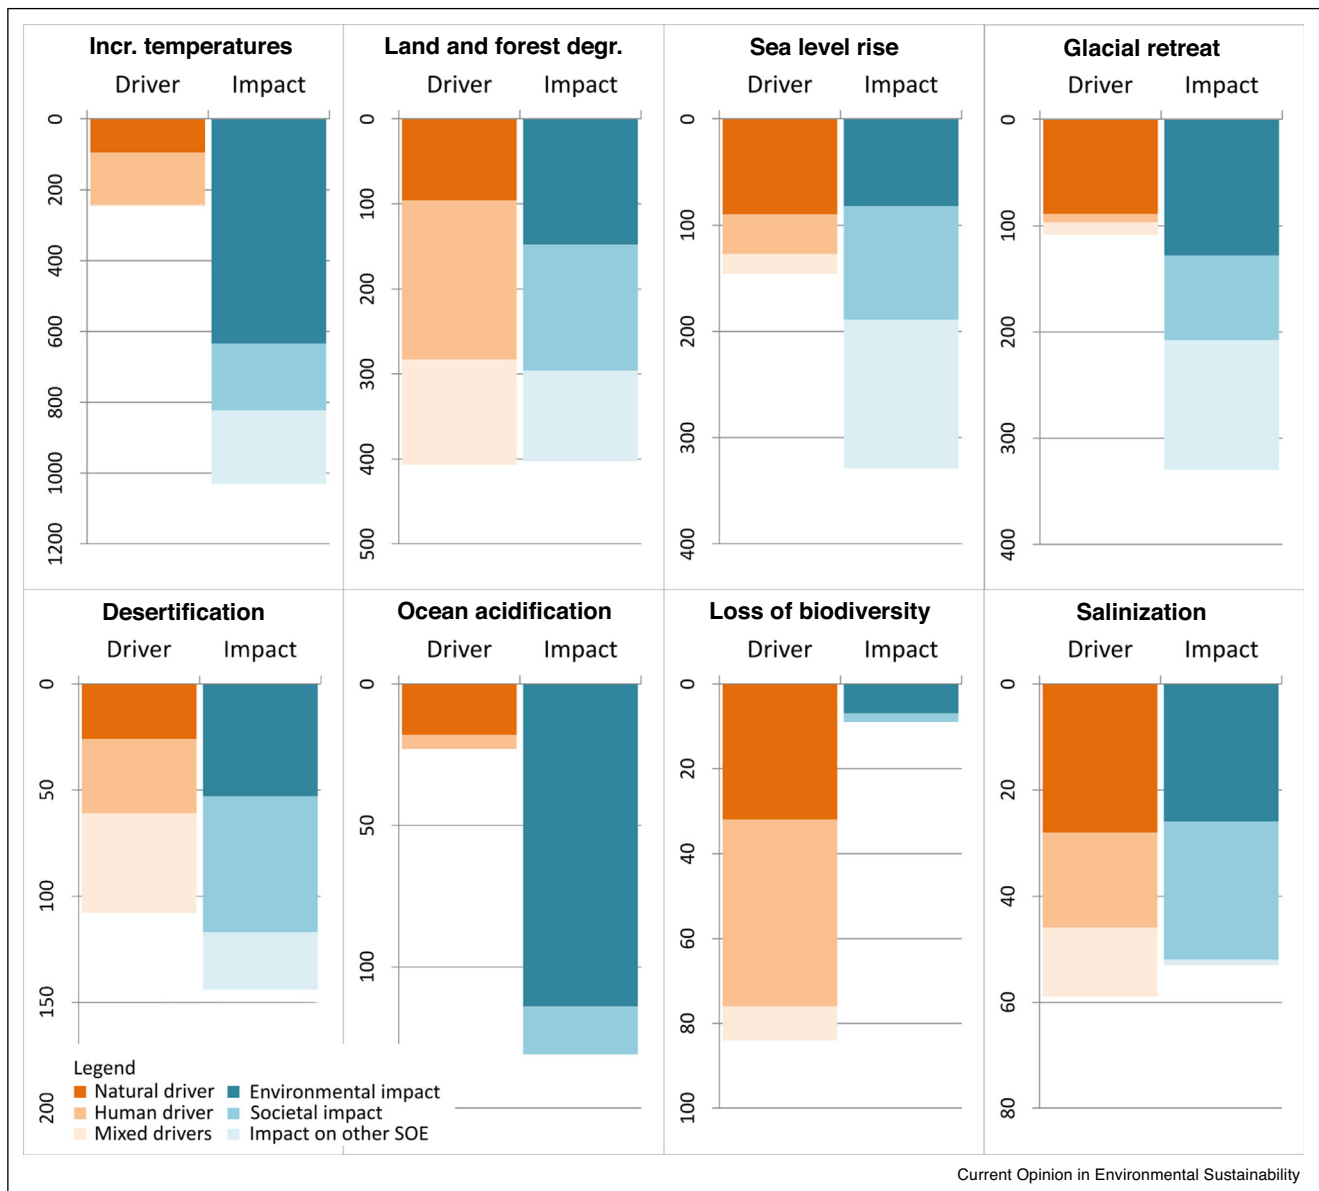 Incr. temperatures
Driver Impact
0
200
400
600
800
1000
1200
Land and forest degr.
Driver Impact
0
100
200
300
400
500
Sea level rise
Driver Impact
0
100
200
300
400
Glacial retreat
Driver Impact
0
100
200
300
400
Desertification
Driver Impact
0
50
100
150
200
Ocean acidification
Driver Impact
0
50
100
Loss of biodiversity
Driver Impact
0
20
40
60
80
100
Salinization
Driver Impact
0
20
40
60
80
Legend
Natural driver Environmental impact
Human driver Societal impact
Mixed drivers Impact on other SOE
Current Opinion in Environmental Sustainability